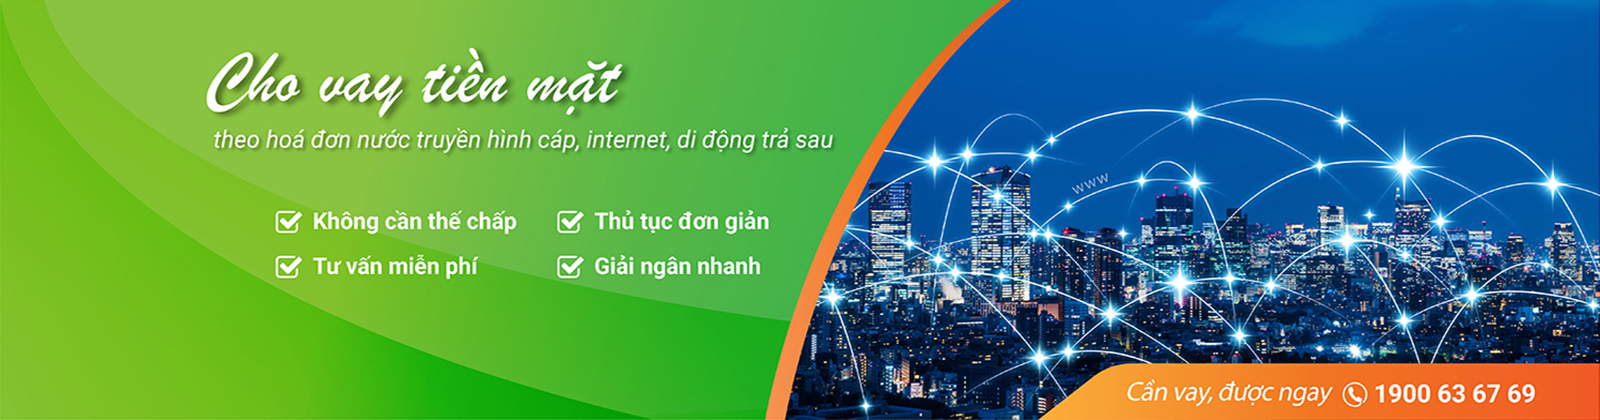 Cho vay tiền mặt
theo hoá đơn nước truyền hình cáp, internet, di động trả sau
Không cần thế chấp
Thủ tục đơn giản
Tư vấn miễn phí
Giải ngân nhanh
www
Cần vay, được ngay 1900 63 67 69